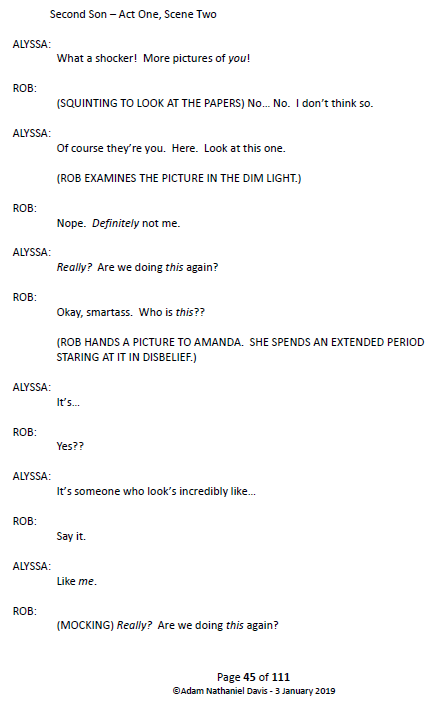 Second Son – Act One, Scene Two
ALYSSA:
What a shocker!  More pictures of you!
ROB:
(SQUINTING TO LOOK AT THE PAPERS) No… No.  I don't think so.
ALYSSA:
Of course they're you.  Here.  Look at this one.
(ROB EXAMINES THE PICTURE IN THE DIM LIGHT.)
ROB:
Nope.  Definitely not me.
ALYSSA:
Really?  Are we doing this again?
ROB:
Okay, smartass.  Who is this??
(ROB HANDS A PICTURE TO AMANDA.  SHE SPENDS AN EXTENDED PERIOD
STARING AT IT IN DISBELIEF.)
ALYSSA:
It's…
ROB:
Yes??
ALYSSA:
It's someone who look's incredibly like…
ROB:
Say it.
ALYSSA:
Like me.
ROB:
(MOCKING) Really?  Are we doing this again?
Page 45 of 111
©Adam Nathaniel Davis - 3 January 2019